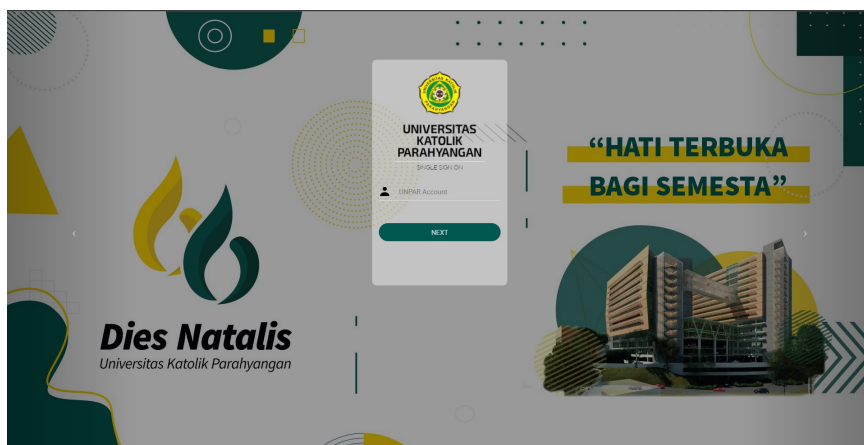 UNIVERSITAS
KATOLIK
PARAHYANGAN
SINGLE SIGN ON
UNPAR Account
NEXT
Dies Natalis
Universitas Katolik Parahyangan
“HATI TERBUKA
BAGI SEMESTA”